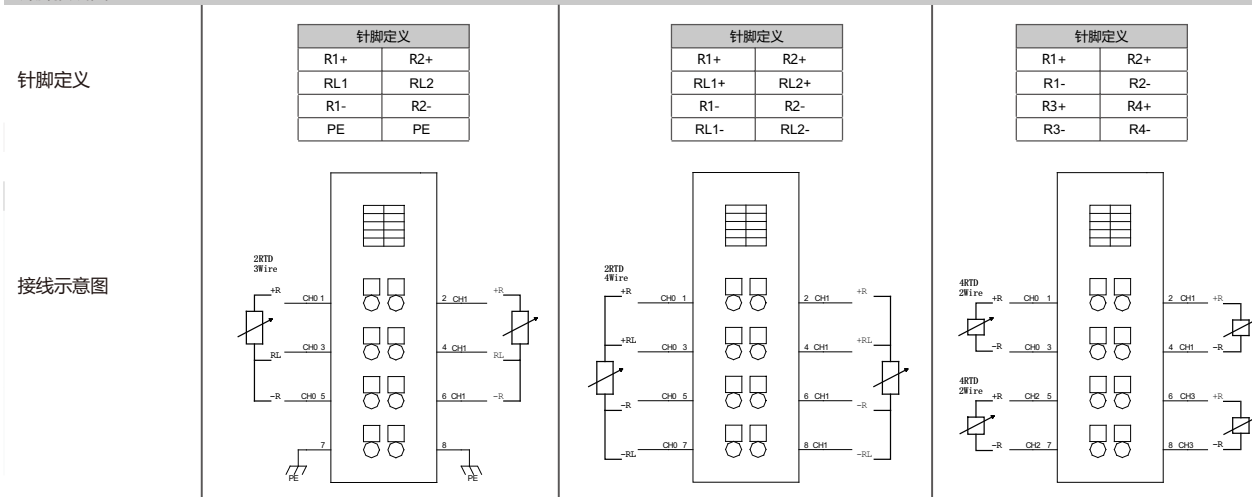 针脚定义
针脚定义
R1+ R2+
RL1 RL2
R1- R2-
PE PE
针脚定义
R1+ R2+
RL1+ RL2+
R1- R2-
RL1- RL2-
针脚定义
R1+ R2+
R1- R2-
R3+ R4+
R3- R4-
接线示意图
2RTD
3Wire
+R CH0 1 2 CH1 +R
RL CH0 3 4 CH1 RL
-R CH0 5 6 CH1 -R
7 8
PE PE
2RTD
4Wire
+R CH0 1 2 CH1 +R
+RL CH0 3 4 CH1 +RL
-R CH0 5 6 CH1 -R
-RL CH0 7 8 CH1 -RL
4RTD
2Wire
+R CH0 1 2 CH1 +R
-R CH0 3 4 CH1 -R
4RTD
2Wire
+R CH2 5 6 CH3 +R
-R CH2 7 8 CH3 -R